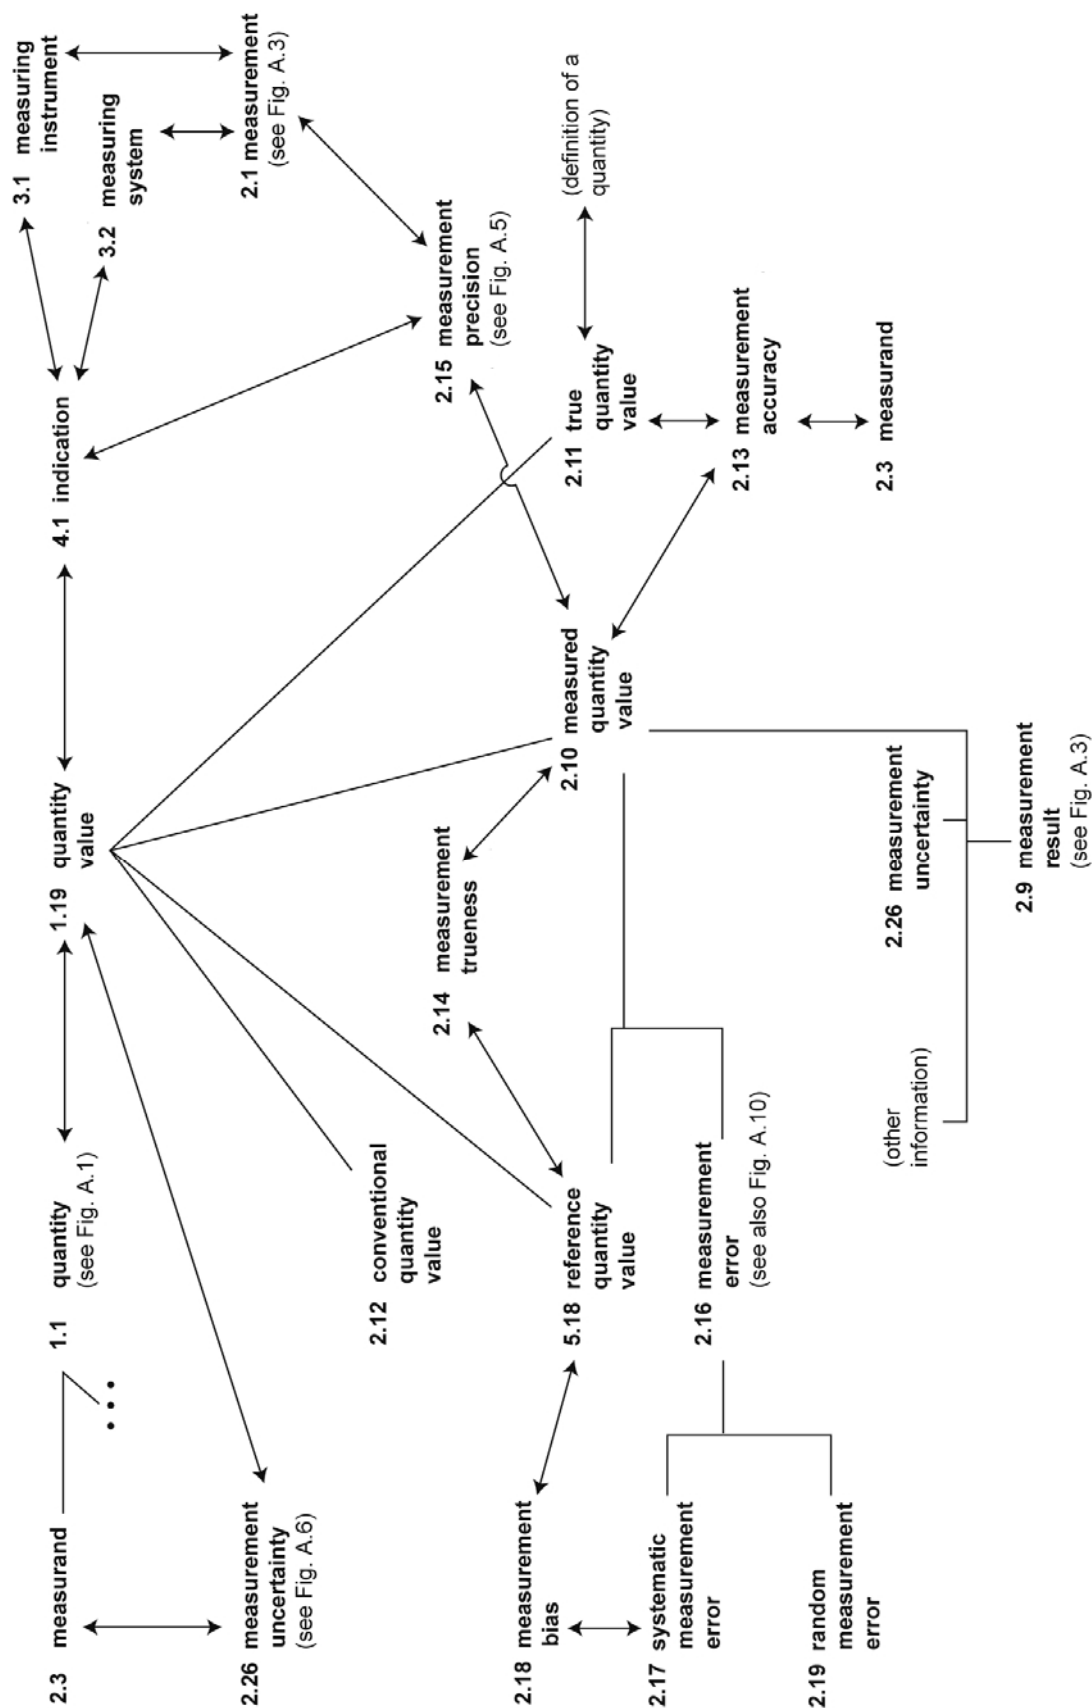 2.3 measurand
1.1 quantity
(see Fig. A.1)
1.19 quantity
value
4.1 indication
3.1 measuring
instrument
3.2 measuring
system
2.26 measurement
uncertainty
(see Fig. A.6)
• • •
2.1 measurement
(see Fig. A.3)
2.12 conventional
quantity
value
2.14 measurement
trueness
2.15 measurement
precision
(see Fig. A.5)
2.18 measurement
bias
5.18 reference
quantity
value
2.10 measured
quantity
value
2.11 true
quantity
value
(definition of a
quantity)
2.17 systematic
measurement
error
2.16 measurement
error
(see also Fig. A.10)
2.13 measurement
accuracy
2.19 random
measurement
error
2.3 measurand
(other
information)
2.26 measurement
uncertainty
2.9 measurement
result
(see Fig. A.3)